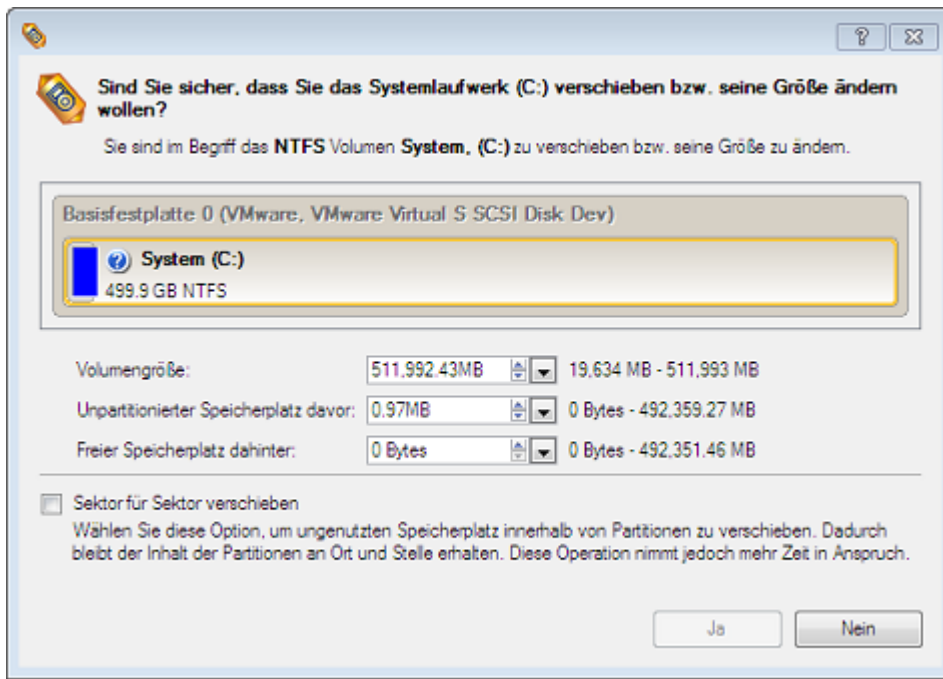 Sind Sie sicher, dass Sie das Systemlaufwerk (C:) verschieben bzw. seine Größe ändern
wollen?
Sie sind im Begriff das NTFS Volumen System, (C:) zu verschieben bzw. seine Größe zu ändern.
Basisfestplatte 0 (VMware, VMware Virtual S SCSI Disk Dev)
System (C:)
499.9 GB NTFS
Volumengröße: 511,992.43MB 19,634 MB - 511,993 MB
Unpartitionierter Speicherplatz davor: 0.97MB 0 Bytes - 492,359.27 MB
Freier Speicherplatz dahinter: 0 Bytes 0 Bytes - 492,351.46 MB
Sektor für Sektor verschieben
Wählen Sie diese Option, um ungenutzten Speicherplatz innerhalb von Partitionen zu verschieben. Dadurch
bleibt der Inhalt der Partitionen an Ort und Stelle erhalten. Diese Operation nimmt jedoch mehr Zeit in Anspruch.
Ja Nein